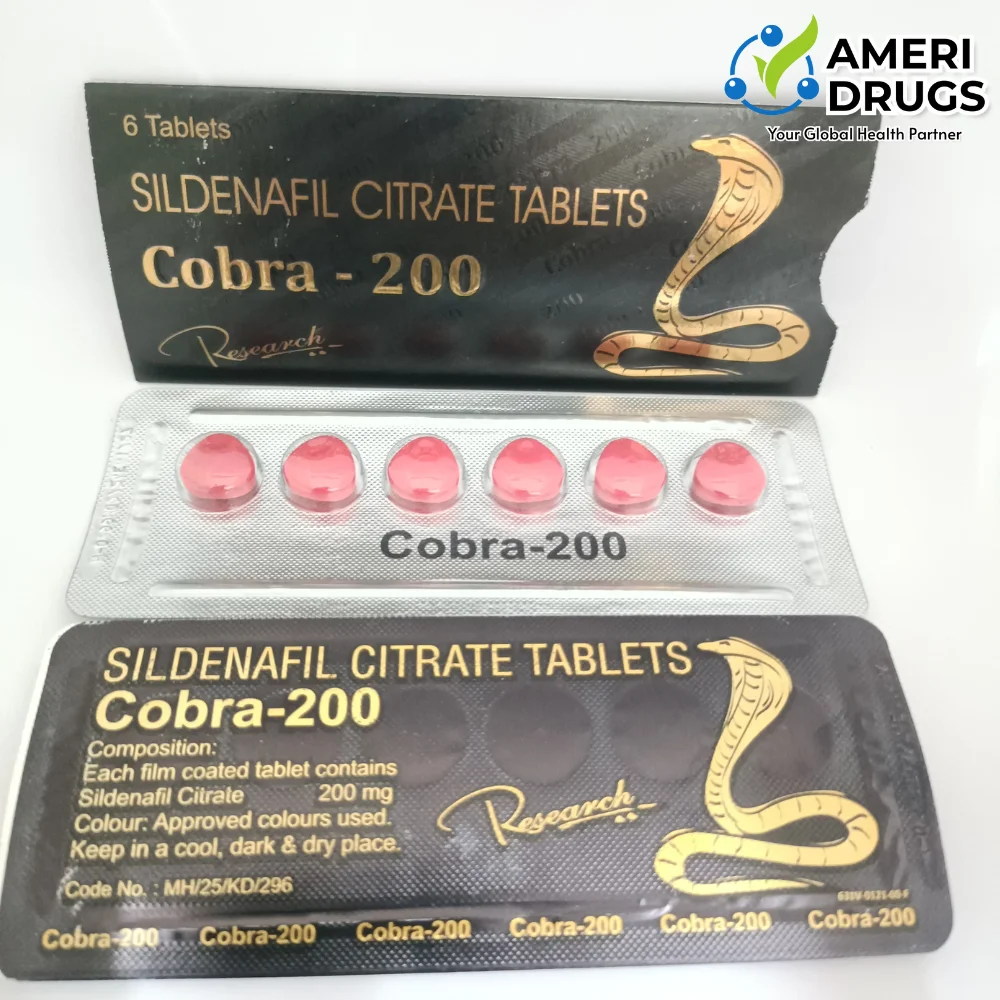 AMERI
DRUGS
Your Global Health Partner
6 Tablets
SILDENAFIL CITRATE TABLETS
Cobra - 200
Research
Cobra-200
SILDENAFIL CITRATE TABLETS
Cobra-200
Composition:
Each film coated tablet contains
Sildenafil Citrate 200 mg
Colour: Approved colours used.
Keep in a cool, dark & dry place.
Research
Code No. : MH/25/KD/296
Cobra-200 Cobra-200 Cobra-200 Cobra-200 Cobra-200 Cobra-200